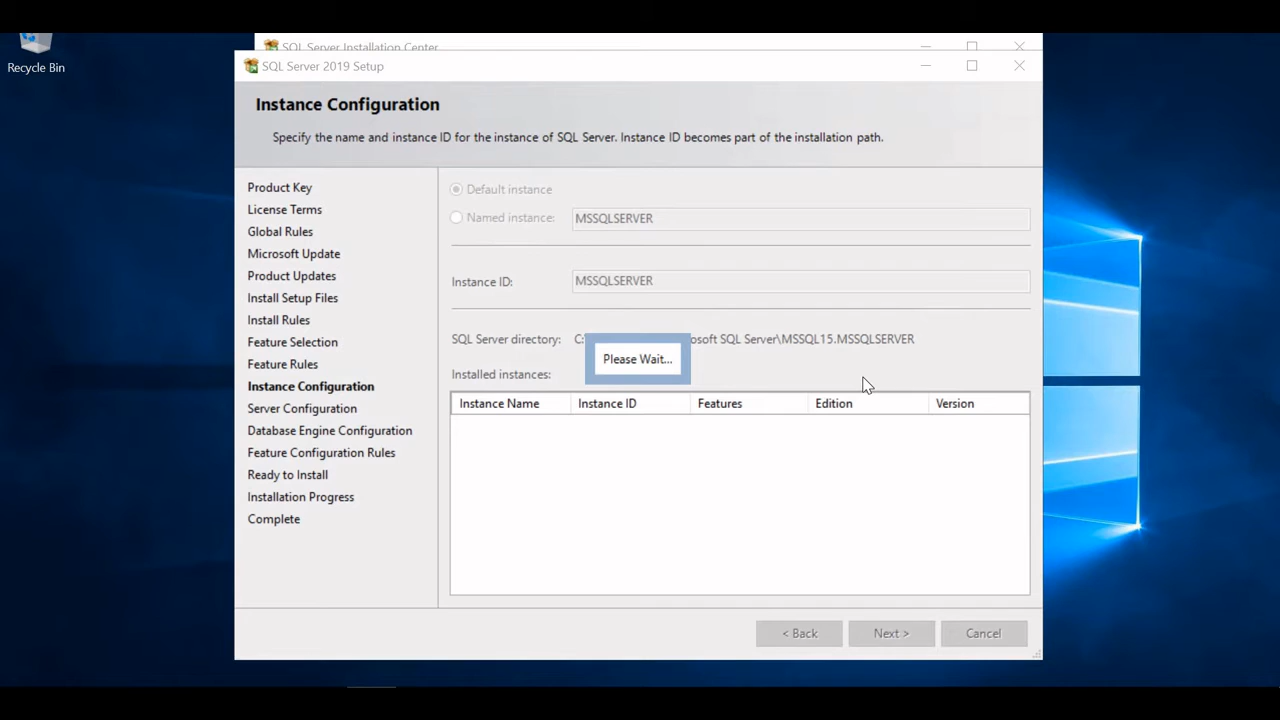 Recycle Bin
SQL Server Installation Center
SQL Server 2019 Setup
Instance Configuration
Specify the name and instance ID for the instance of SQL Server. Instance ID becomes part of the installation path.
Product Key
License Terms
Global Rules
Microsoft Update
Product Updates
Install Setup Files
Install Rules
Feature Selection
Feature Rules
Instance Configuration
Server Configuration
Database Engine Configuration
Feature Configuration Rules
Ready to Install
Installation Progress
Complete
Default instance
Named instance: MSSQLSERVER
Instance ID: MSSQLSERVER
SQL Server directory: C: SQL Server\MSSQL15.MSSQLSERVER
Please Wait...
Installed instances:
Instance Name Instance ID Features Edition Version
< Back Next > Cancel